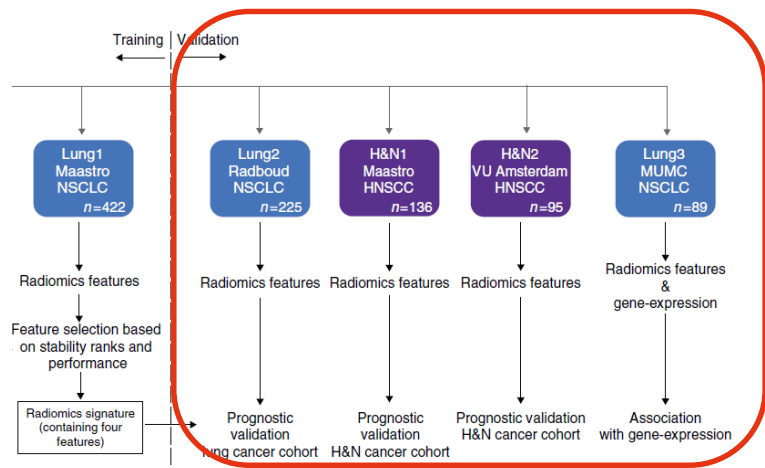 Training
Validation
Lung1
Maastro
NSCLC
n=422
Lung2
Radboud
NSCLC
n=225
H&N1
Maastro
HNSCC
n=136
H&N2
VU Amsterdam
HNSCC
n=95
Lung3
MUMC
NSCLC
n=89
Radiomics features
Radiomics features
Radiomics features
Radiomics features
Radiomics features
&
gene-expression
Feature selection based
on stability ranks and
performance
Radiomics signature
(containing four
features)
Prognostic
validation
lung cancer cohort
Prognostic
validation
H&N cancer cohort
Prognostic validation
H&N cancer cohort
Association
with gene-expression